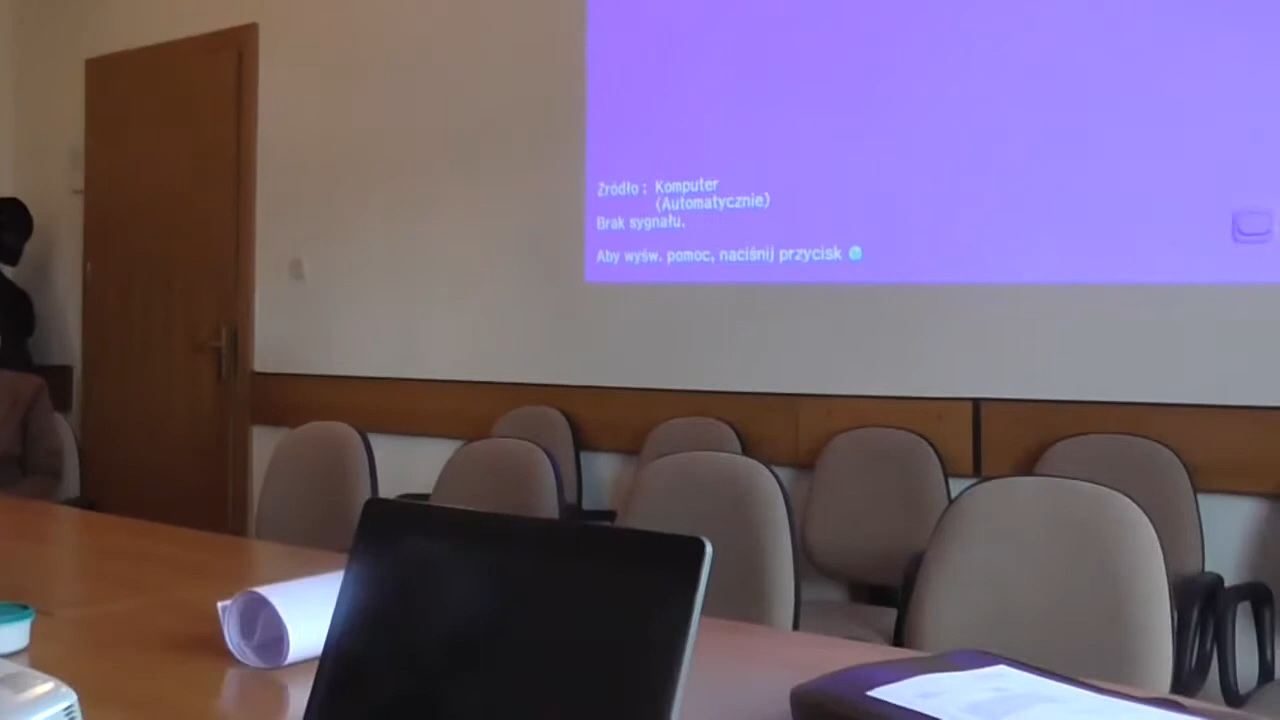 Źródło : Komputer
(Automatycznie)
Brak sygnału.
Aby wyśw. pomoc, naciśnij przycisk